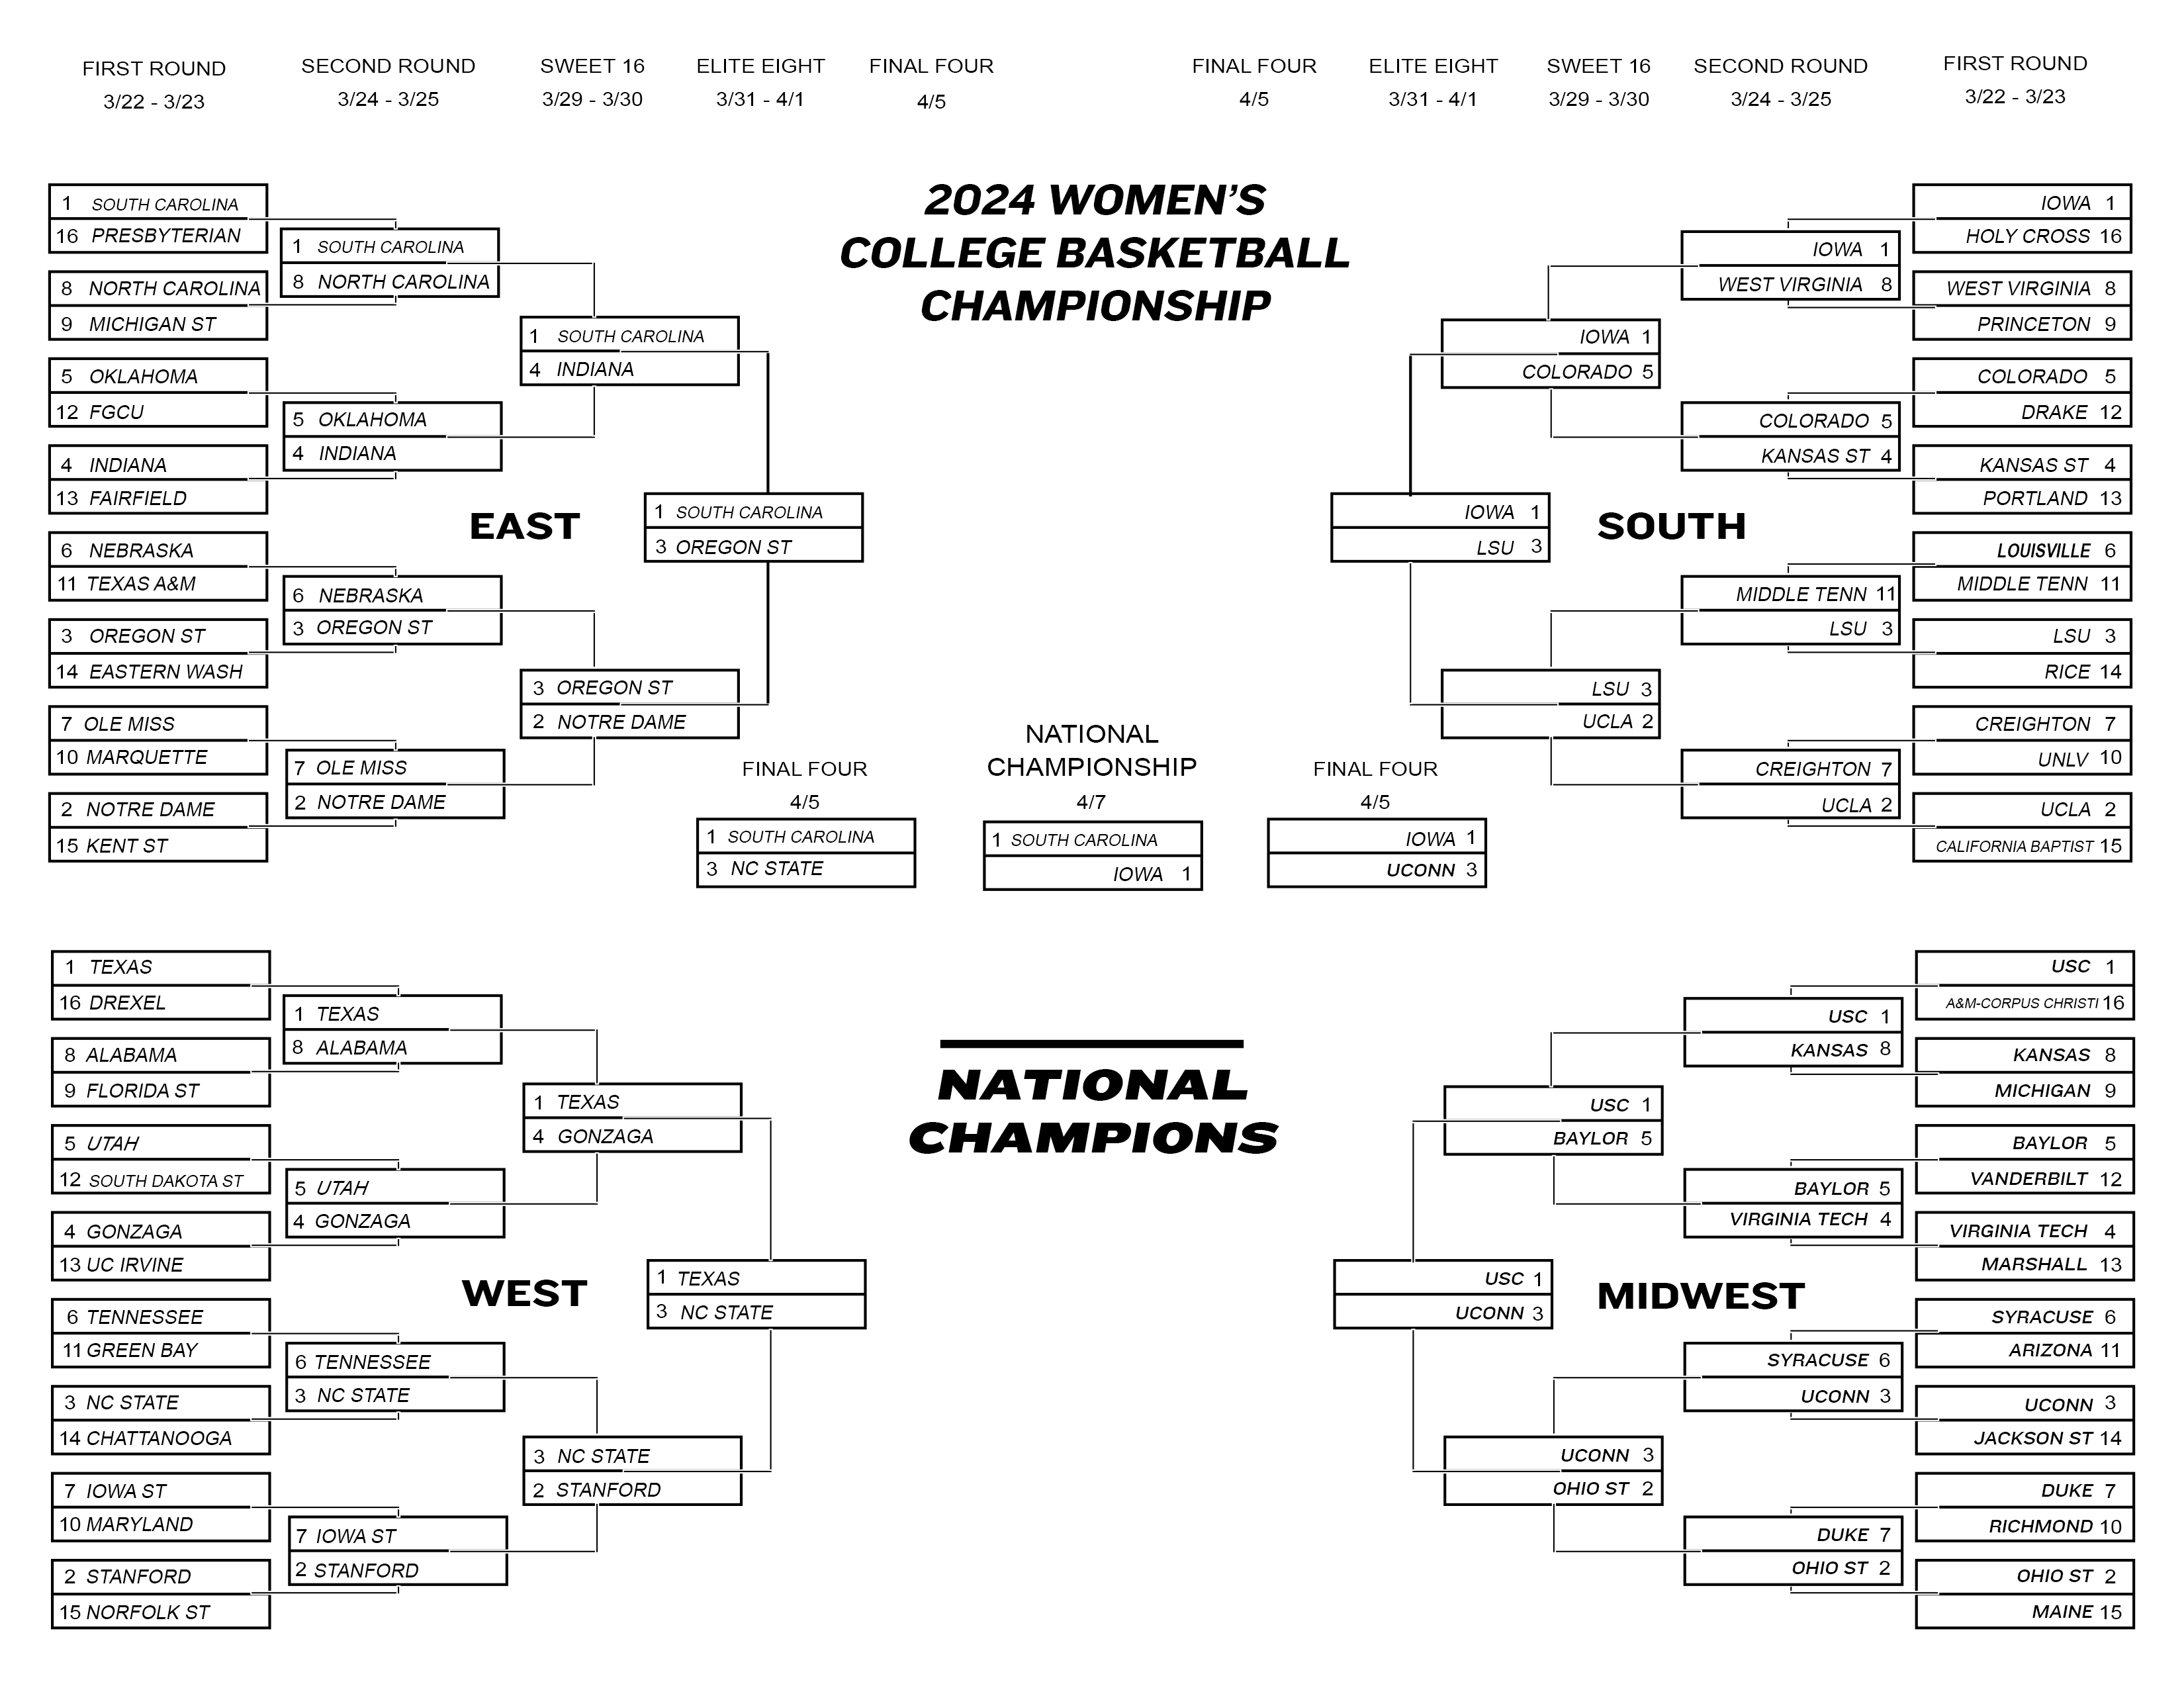 FIRST ROUND
3/22 - 3/23
SECOND ROUND
3/24 - 3/25
SWEET 16
3/29 - 3/30
ELITE EIGHT
3/31 - 4/1
FINAL FOUR
4/5
FINAL FOUR
4/5
ELITE EIGHT
3/31 - 4/1
SWEET 16
3/29 - 3/30
SECOND ROUND
3/24 - 3/25
FIRST ROUND
3/22 - 3/23
2024 WOMEN'S
COLLEGE BASKETBALL
CHAMPIONSHIP
1 SOUTH CAROLINA
16 PRESBYTERIAN
8 NORTH CAROLINA
9 MICHIGAN ST
5 OKLAHOMA
12 FGCU
4 INDIANA
13 FAIRFIELD
6 NEBRASKA
11 TEXAS A&M
3 OREGON ST
14 EASTERN WASH
7 OLE MISS
10 MARQUETTE
2 NOTRE DAME
15 KENT ST
1 SOUTH CAROLINA
8 NORTH CAROLINA
5 OKLAHOMA
4 INDIANA
6 NEBRASKA
3 OREGON ST
7 OLE MISS
2 NOTRE DAME
1 SOUTH CAROLINA
4 INDIANA
3 OREGON ST
2 NOTRE DAME
EAST
1 SOUTH CAROLINA
3 OREGON ST
IOWA 1
LSU 3
SOUTH
IOWA 1
COLORADO 5
LSU 3
UCLA 2
IOWA 1
WEST VIRGINIA 8
COLORADO 5
KANSAS ST 4
MIDDLE TENN 11
LSU 3
CREIGHTON 7
UCLA 2
IOWA 1
HOLY CROSS 16
WEST VIRGINIA 8
PRINCETON 9
COLORADO 5
DRAKE 12
KANSAS ST 4
PORTLAND 13
LOUISVILLE 6
MIDDLE TENN 11
LSU 3
RICE 14
CREIGHTON 7
UNLV 10
UCLA 2
CALIFORNIA BAPTIST 15
FINAL FOUR
4/5
1 SOUTH CAROLINA
3 NC STATE
NATIONAL
CHAMPIONSHIP
4/7
1 SOUTH CAROLINA
IOWA 1
FINAL FOUR
4/5
IOWA 1
UCONN 3
NATIONAL
CHAMPIONS
1 TEXAS
16 DREXEL
8 ALABAMA
9 FLORIDA ST
5 UTAH
12 SOUTH DAKOTA ST
4 GONZAGA
13 UC IRVINE
6 TENNESSEE
11 GREEN BAY
3 NC STATE
14 CHATTANOOGA
7 IOWA ST
10 MARYLAND
2 STANFORD
15 NORFOLK ST
1 TEXAS
8 ALABAMA
5 UTAH
4 GONZAGA
6 TENNESSEE
3 NC STATE
7 IOWA ST
2 STANFORD
1 TEXAS
4 GONZAGA
3 NC STATE
2 STANFORD
WEST
1 TEXAS
3 NC STATE
USC 1
UCONN 3
MIDWEST
USC 1
BAYLOR 5
UCONN 3
OHIO ST 2
USC 1
KANSAS 8
BAYLOR 5
VIRGINIA TECH 4
SYRACUSE 6
UCONN 3
DUKE 7
OHIO ST 2
USC 1
A&M-CORPUS CHRISTI 16
KANSAS 8
MICHIGAN 9
BAYLOR 5
VANDERBILT 12
VIRGINIA TECH 4
MARSHALL 13
SYRACUSE 6
ARIZONA 11
UCONN 3
JACKSON ST 14
DUKE 7
RICHMOND 10
OHIO ST 2
MAINE 15